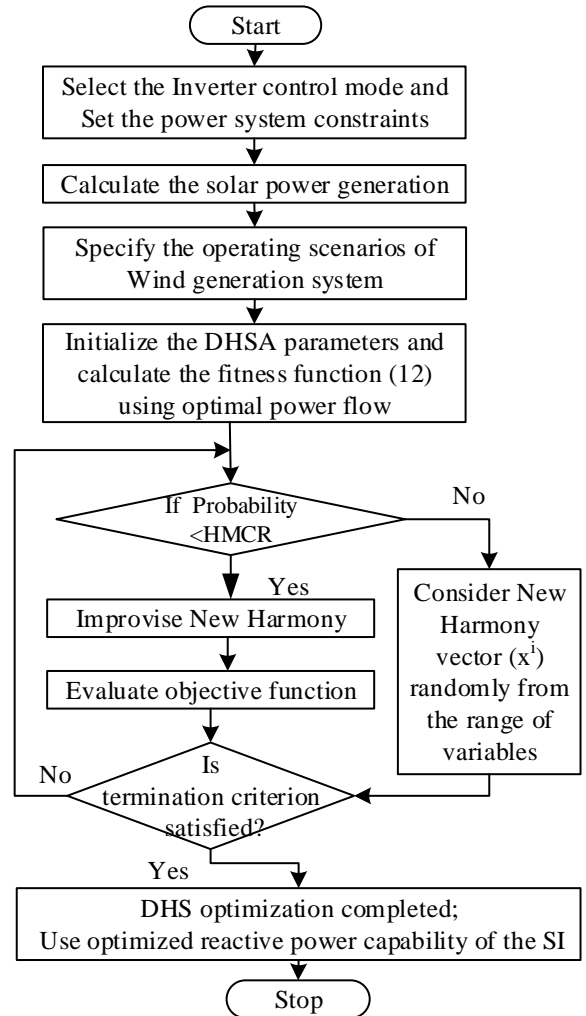 Start
Select the Inverter control mode and
Set the power system constraints
Calculate the solar power generation
Specify the operating scenarios of
Wind generation system
Initialize the DHSA parameters and
calculate the fitness function (12)
using optimal power flow
If Probability
<HMCR
No
Yes
Improvise New Harmony
Evaluate objective function
Consider New
Harmony
vector (xⁱ)
randomly from
the range of
variables
No
Is
termination criterion
satisfied?
Yes
DHS optimization completed;
Use optimized reactive power capability of the SI
Stop